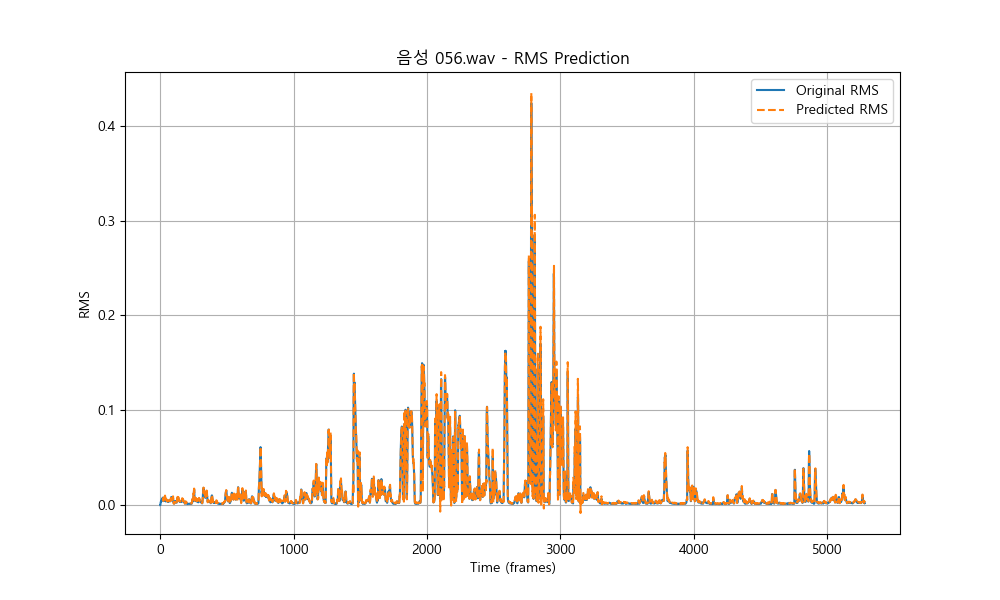 음성 056.wav - RMS Prediction
Original RMS
Predicted RMS
0.4
0.3
0.2
0.1
0.0
RMS
0 1000 2000 3000 4000 5000
Time (frames)